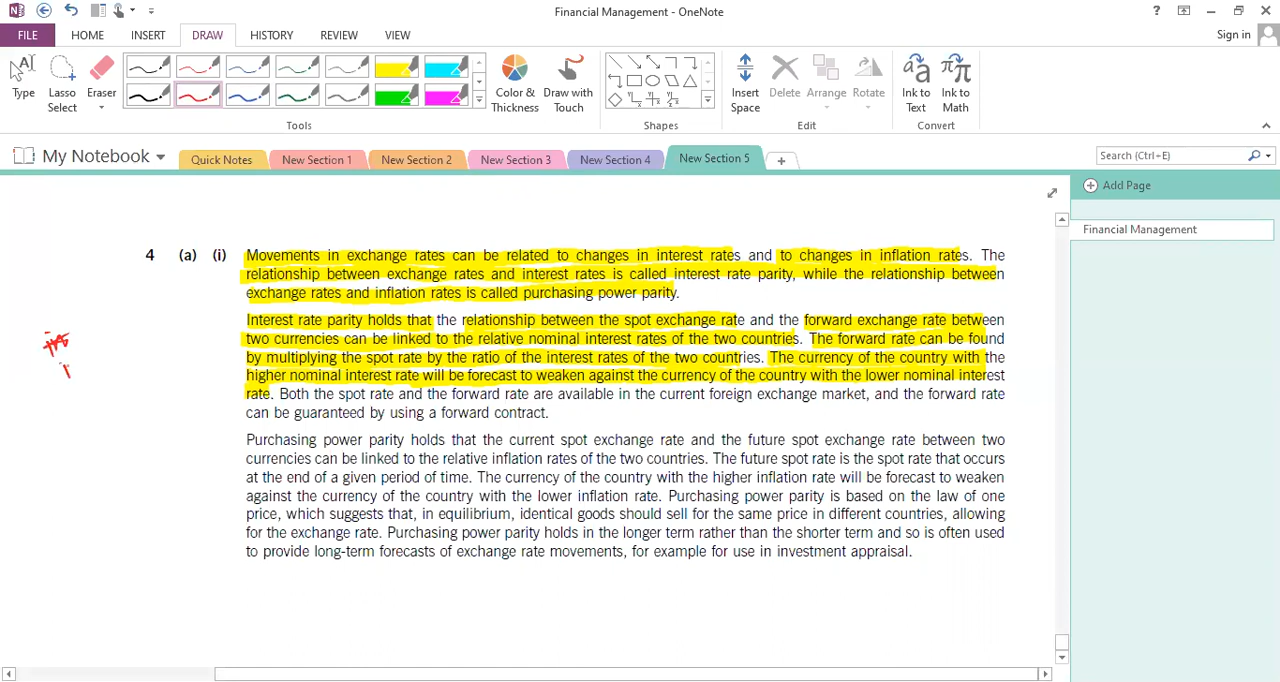 Financial Management - OneNote
?
Sign in
FILE HOME INSERT DRAW HISTORY REVIEW VIEW
Type
Lasso Select
Eraser
Color & Thickness
Draw with Touch
Insert Space
Delete
Arrange
Rotate
Ink to Text
Ink to Math
Tools
Shapes
Edit
Convert
My Notebook
Quick Notes
New Section 1
New Section 2
New Section 3
New Section 4
New Section 5
Search (Ctrl+E)
Add Page
Financial Management
4 (a) (i) Movements in exchange rates can be related to changes in interest rates and to changes in inflation rates. The
relationship between exchange rates and interest rates is called interest rate parity, while the relationship between
exchange rates and inflation rates is called purchasing power parity.
Interest rate parity holds that the relationship between the spot exchange rate and the forward exchange rate between
two currencies can be linked to the relative nominal interest rates of the two countries. The forward rate can be found
by multiplying the spot rate by the ratio of the interest rates of the two countries. The currency of the country with the
higher nominal interest rate will be forecast to weaken against the currency of the country with the lower nominal interest
rate. Both the spot rate and the forward rate are available in the current foreign exchange market, and the forward rate
can be guaranteed by using a forward contract.
Purchasing power parity holds that the current spot exchange rate and the future spot exchange rate between two
currencies can be linked to the relative inflation rates of the two countries. The future spot rate is the spot rate that occurs
at the end of a given period of time. The currency of the country with the higher inflation rate will be forecast to weaken
against the currency of the country with the lower inflation rate. Purchasing power parity is based on the law of one
price, which suggests that, in equilibrium, identical goods should sell for the same price in different countries, allowing
for the exchange rate. Purchasing power parity holds in the longer term rather than the shorter term and so is often used
to provide long-term forecasts of exchange rate movements, for example for use in investment appraisal.